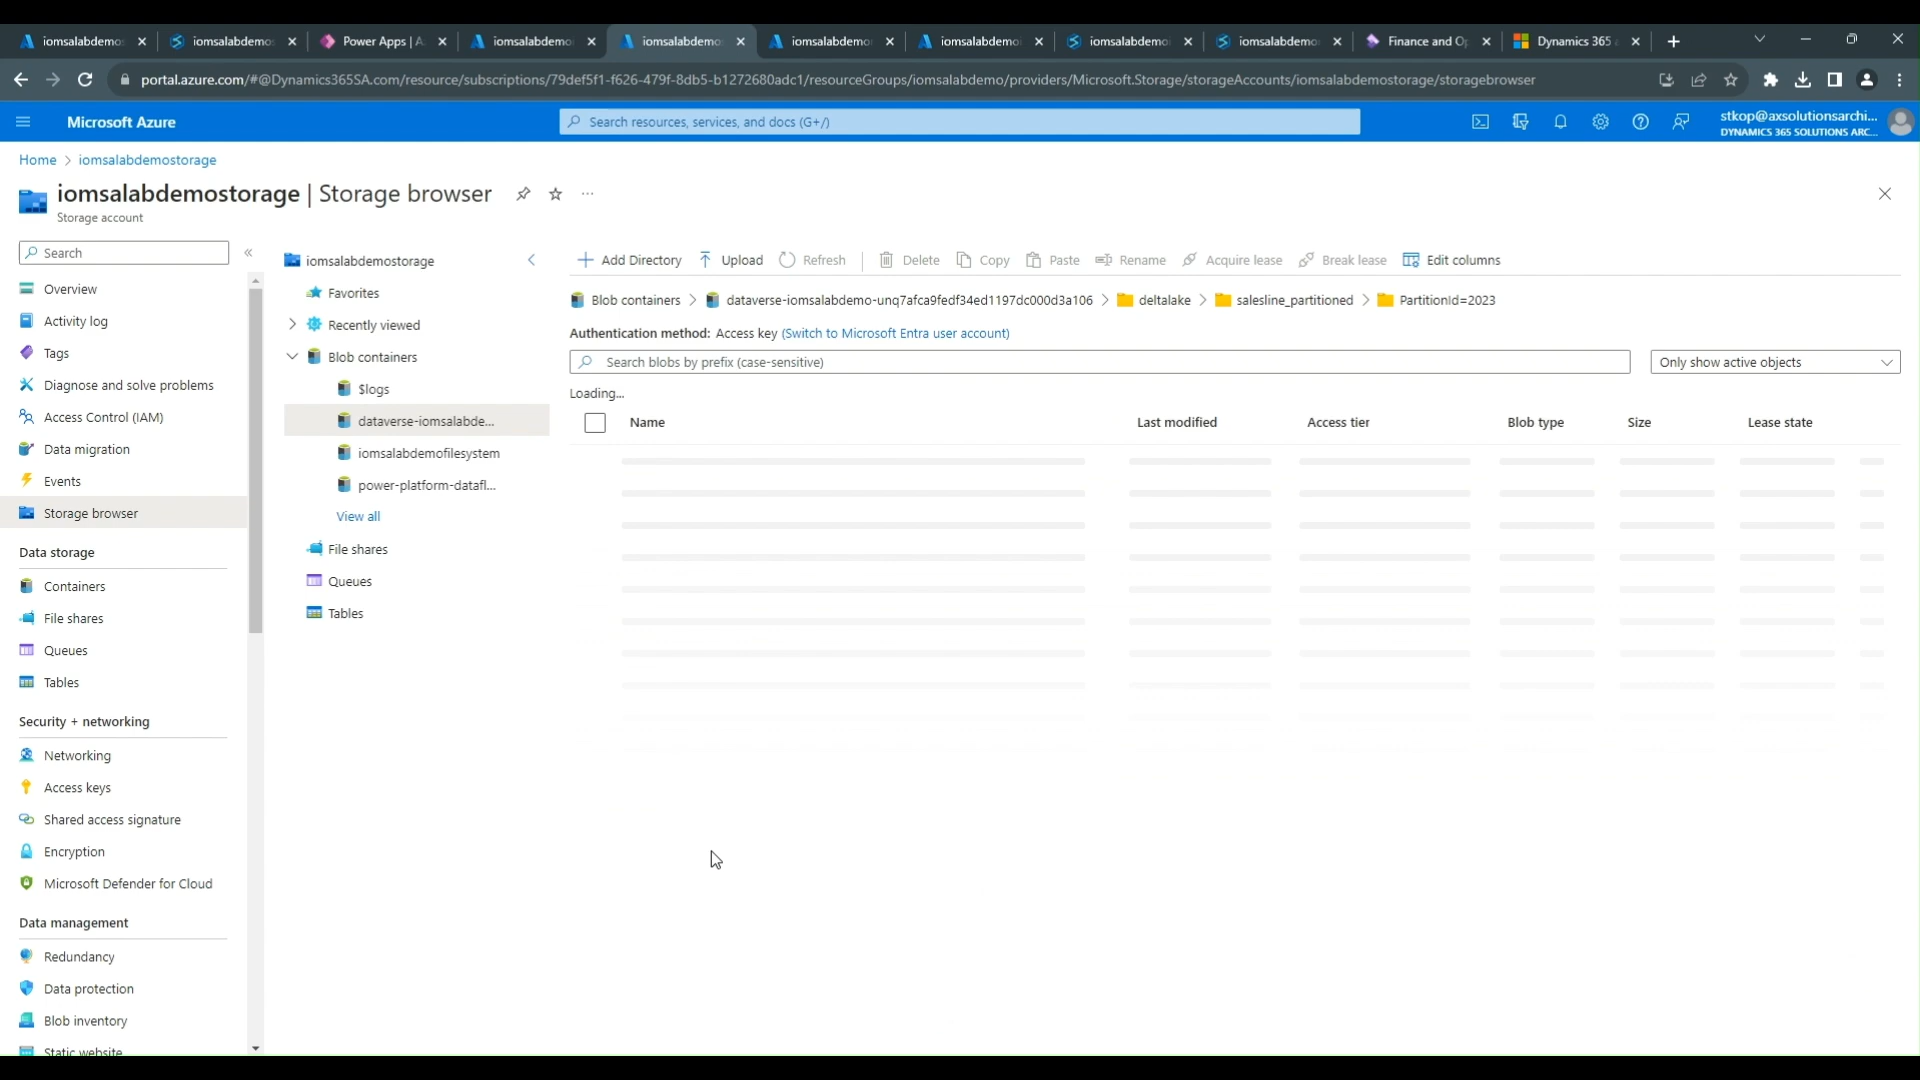 iomsalabdemo
iomsalabdemo
Power Apps | A
iomsalabdemo
iomsalabdemo
iomsalabdemo
iomsalabdemo
iomsalabdemo
iomsalabdemo
Finance and Op
Dynamics 365
portal.azure.com/#@Dynamics365SA.com/resource/subscriptions/79def5f1-f626-479f-8db5-b1272680adc1/resourceGroups/iomsalabdemo/providers/Microsoft.Storage/storageAccounts/iomsalabdemostorage/storagebrowser
Microsoft Azure
Search resources, services, and docs (G+/)
stkop@axsolutionsarchi...
DYNAMICS 365 SOLUTIONS ARC...
Home > iomsalabdemostorage
iomsalabdemostorage | Storage browser
Storage account
Search
Overview
Activity log
Tags
Diagnose and solve problems
Access Control (IAM)
Data migration
Events
Storage browser
Data storage
Containers
File shares
Queues
Tables
Security + networking
Networking
Access keys
Shared access signature
Encryption
Microsoft Defender for Cloud
Data management
Redundancy
Data protection
Blob inventory
Static website
iomsalabdemostorage
Favorites
Recently viewed
Blob containers
$logs
dataverse-iomsalabde...
iomsalabdemofilesystem
power-platform-datafl...
View all
File shares
Queues
Tables
Add Directory Upload Refresh Delete Copy Paste Rename Acquire lease Break lease Edit columns
Blob containers > dataverse-iomsalabdemo-unq7afca9fedf34ed1197dc000d3a106 > deltalake > salesline_partitioned > PartitionId=2023
Authentication method: Access key (Switch to Microsoft Entra user account)
Search blobs by prefix (case-sensitive)
Only show active objects
Loading...
Name Last modified Access tier Blob type Size Lease state